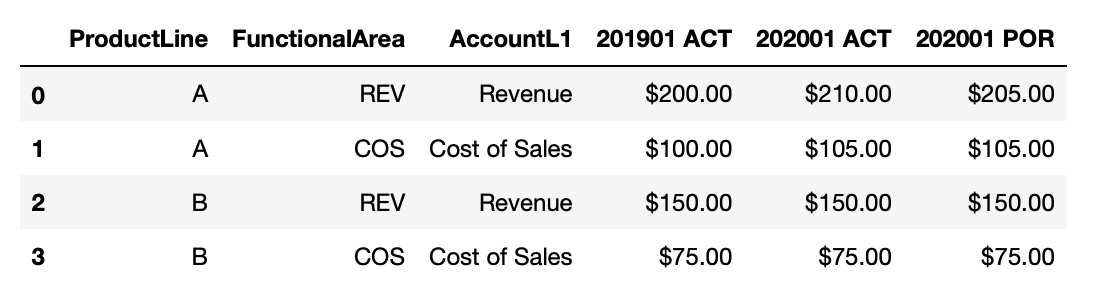 ProductLine FunctionalArea AccountL1 201901 ACT 202001 ACT 202001 POR
0 A REV Revenue $200.00 $210.00 $205.00
1 A COS Cost of Sales $100.00 $105.00 $105.00
2 B REV Revenue $150.00 $150.00 $150.00
3 B COS Cost of Sales $75.00 $75.00 $75.00